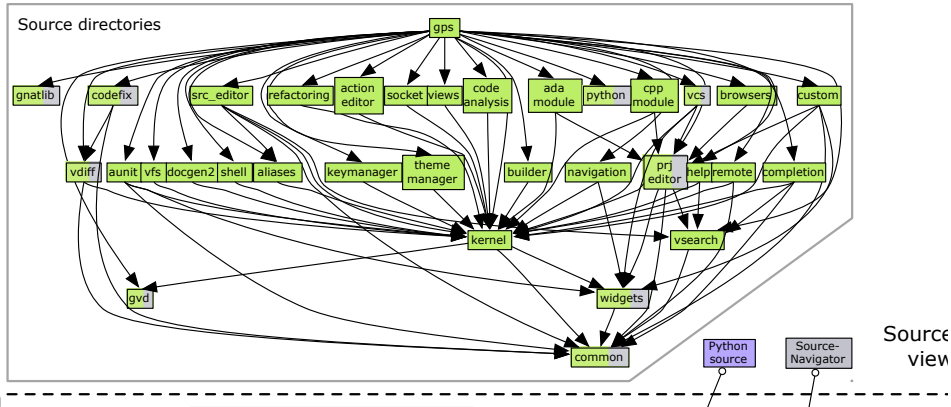 Source directories
gps
gnatlib
codefix
src_editor
refactoring
action
editor
socket
views
code
analysis
ada
module
python
cpp
module
vcs
browsers
custom
vdiff
aunit
vfs
docgen2
shell
aliases
keymanager
theme
manager
builder
navigation
prj
editor
help
remote
completion
kernel
vsearch
gvd
widgets
common
Python
source
Source-
Navigator
Source
view